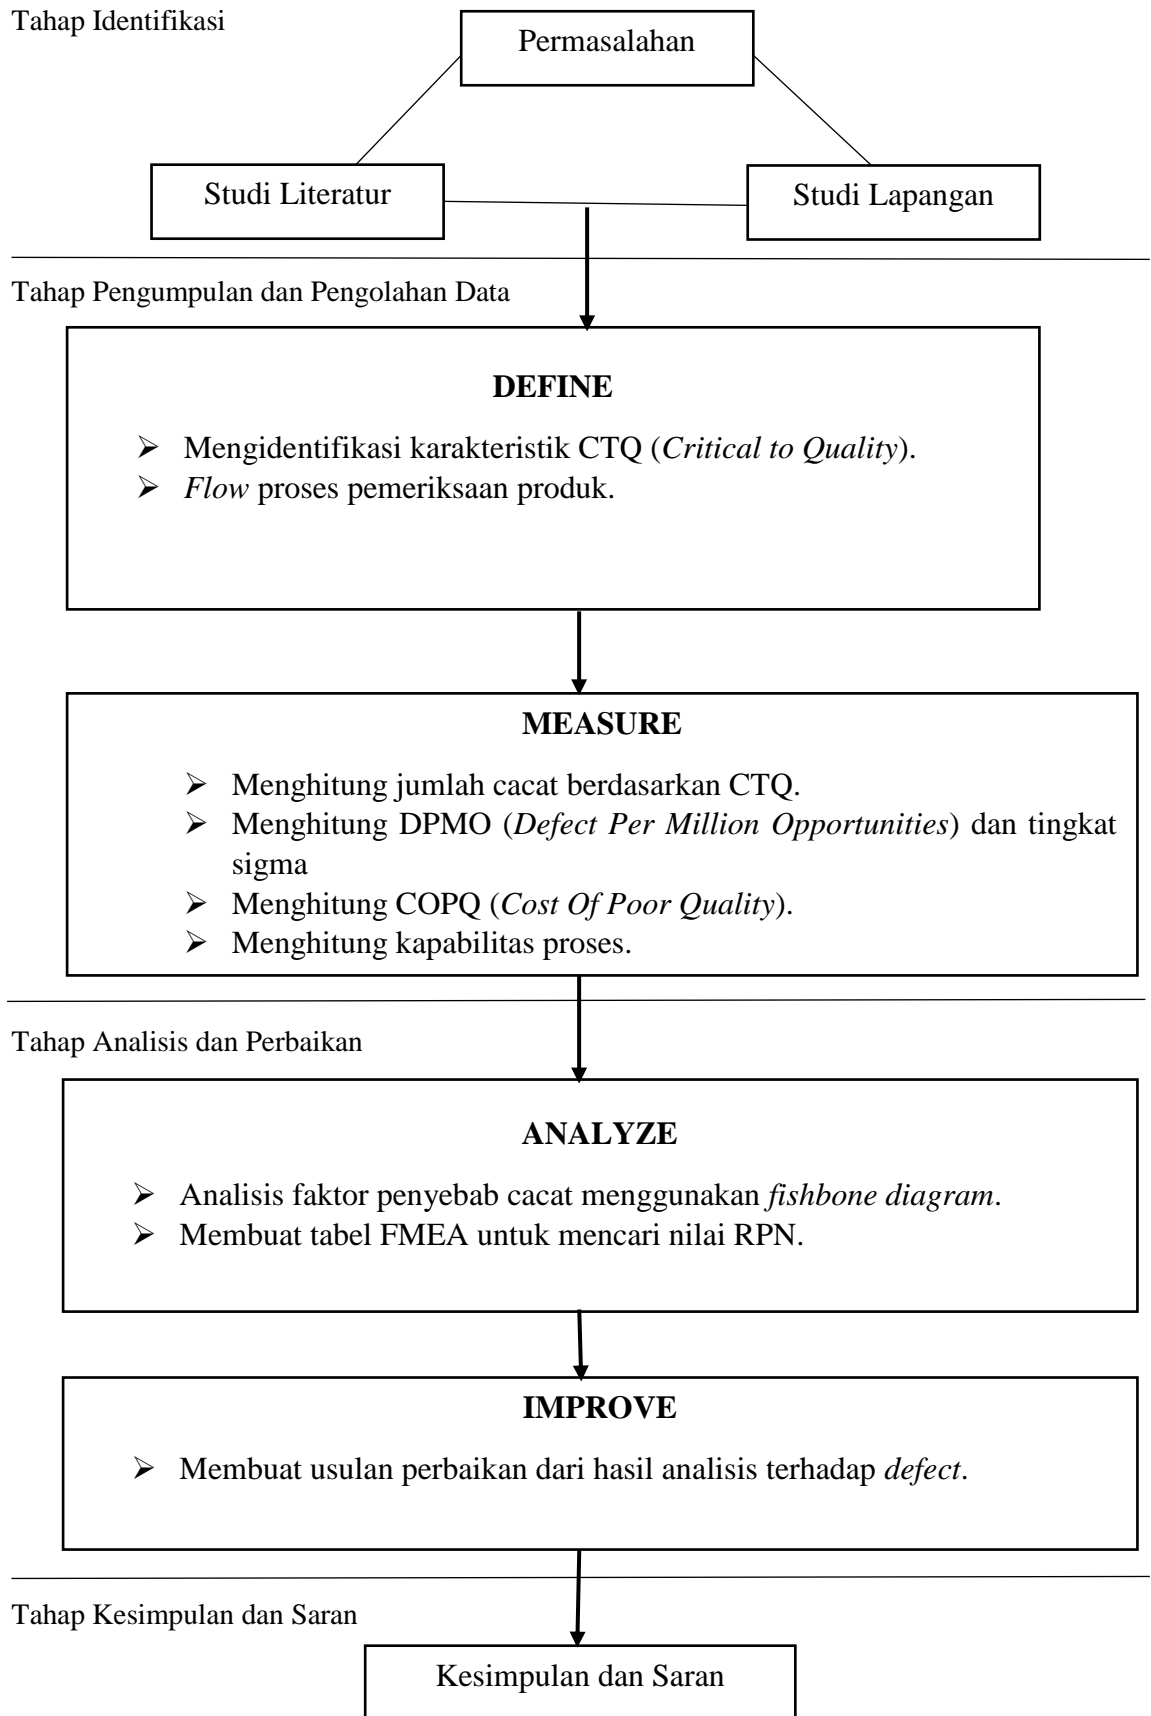 Tahap Identifikasi
Permasalahan
Studi Literatur
Studi Lapangan
Tahap Pengumpulan dan Pengolahan Data
DEFINE
➢ Mengidentifikasi karakteristik CTQ (Critical to Quality).
➢ Flow proses pemeriksaan produk.
MEASURE
➢ Menghitung jumlah cacat berdasarkan CTQ.
➢ Menghitung DPMO (Defect Per Million Opportunities) dan tingkat
sigma
➢ Menghitung COPQ (Cost Of Poor Quality).
➢ Menghitung kapabilitas proses.
Tahap Analisis dan Perbaikan
ANALYZE
➢ Analisis faktor penyebab cacat menggunakan fishbone diagram.
➢ Membuat tabel FMEA untuk mencari nilai RPN.
IMPROVE
➢ Membuat usulan perbaikan dari hasil analisis terhadap defect.
Tahap Kesimpulan dan Saran
Kesimpulan dan Saran